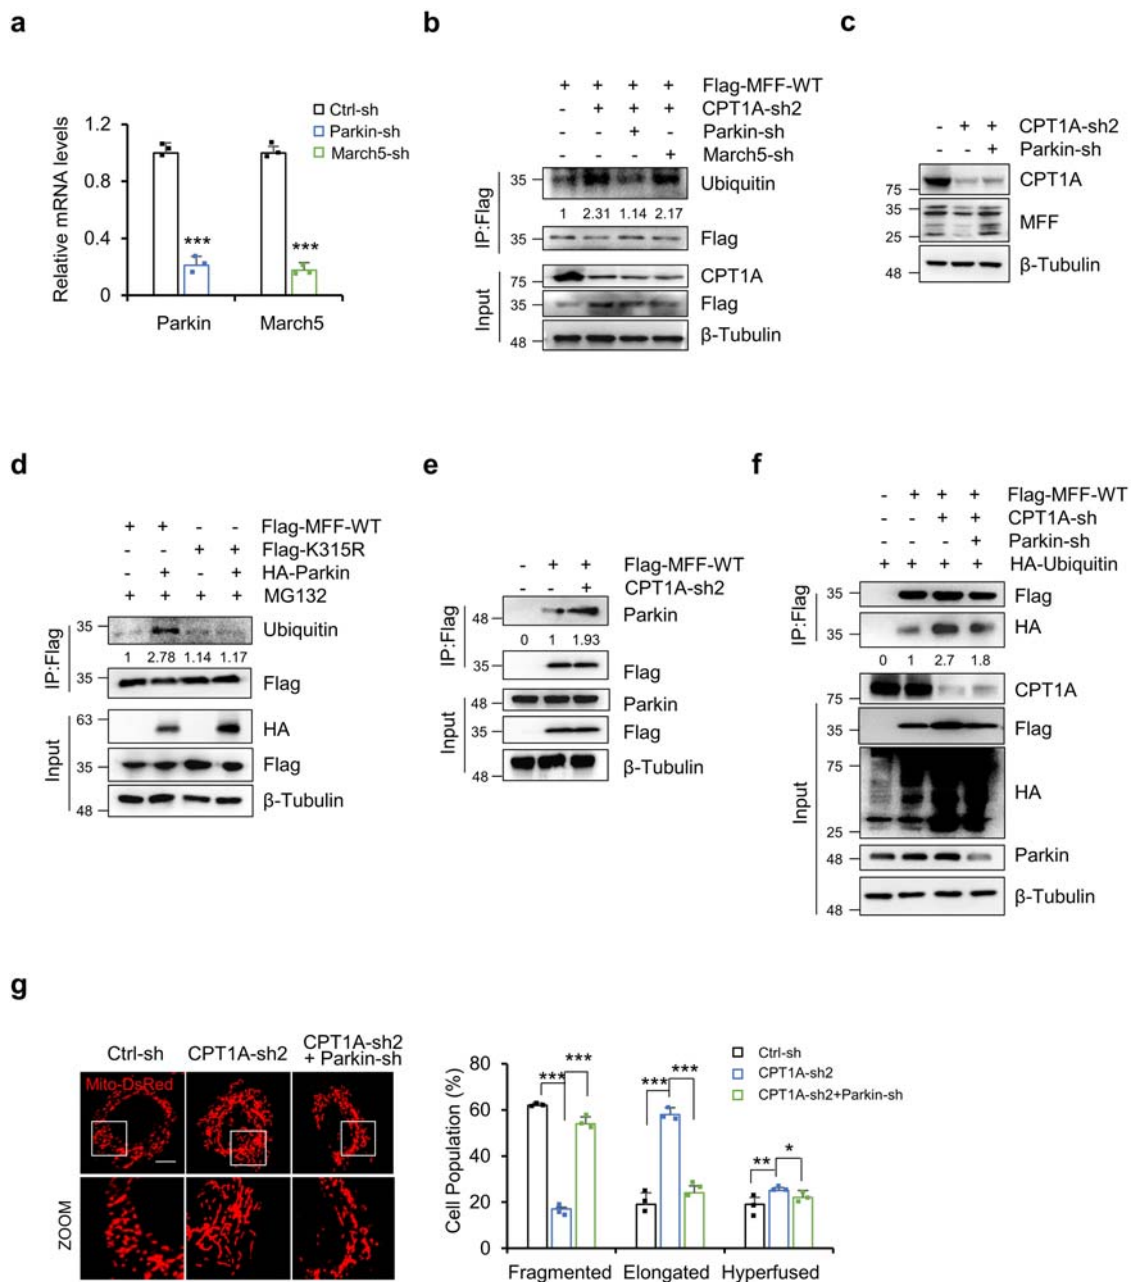 a
Relative mRNA levels
1.2
0.8
0.4
0
Ctrl-sh
Parkin-sh
March5-sh
***
***
Parkin
March5
b
+ + + + Flag-MFF-WT
- + + + CPT1A-sh2
- - + - Parkin-sh
- - - + March5-sh
IP:Flag
35
Ubiquitin
1 2.31 1.14 2.17
35
Flag
Input
75
CPT1A
35
Flag
48
β-Tubulin
c
- + + CPT1A-sh2
- - + Parkin-sh
75
CPT1A
35
25
MFF
48
β-Tubulin
d
+ + - - Flag-MFF-WT
- - + + Flag-K315R
- + - + HA-Parkin
+ + + + MG132
IP:Flag
35
Ubiquitin
1 2.78 1.14 1.17
35
Flag
Input
63
HA
35
Flag
48
β-Tubulin
e
- + + Flag-MFF-WT
- - + CPT1A-sh2
IP:Flag
48
Parkin
0 1 1.93
35
Flag
Input
48
Parkin
35
Flag
48
β-Tubulin
f
- + + + Flag-MFF-WT
- - + + CPT1A-sh
- - - + Parkin-sh
+ + + + HA-Ubiquitin
IP:Flag
35
Flag
35
HA
0 1 2.7 1.8
Input
75
CPT1A
35
Flag
75
25
HA
48
Parkin
48
β-Tubulin
g
Ctrl-sh
CPT1A-sh2
CPT1A-sh2
+ Parkin-sh
Mito-DsRed
ZOOM
Cell Population (%)
80
60
40
20
0
*** ***
*** ***
** *
Ctrl-sh
CPT1A-sh2
CPT1A-sh2+Parkin-sh
Fragmented
Elongated
Hyperfused